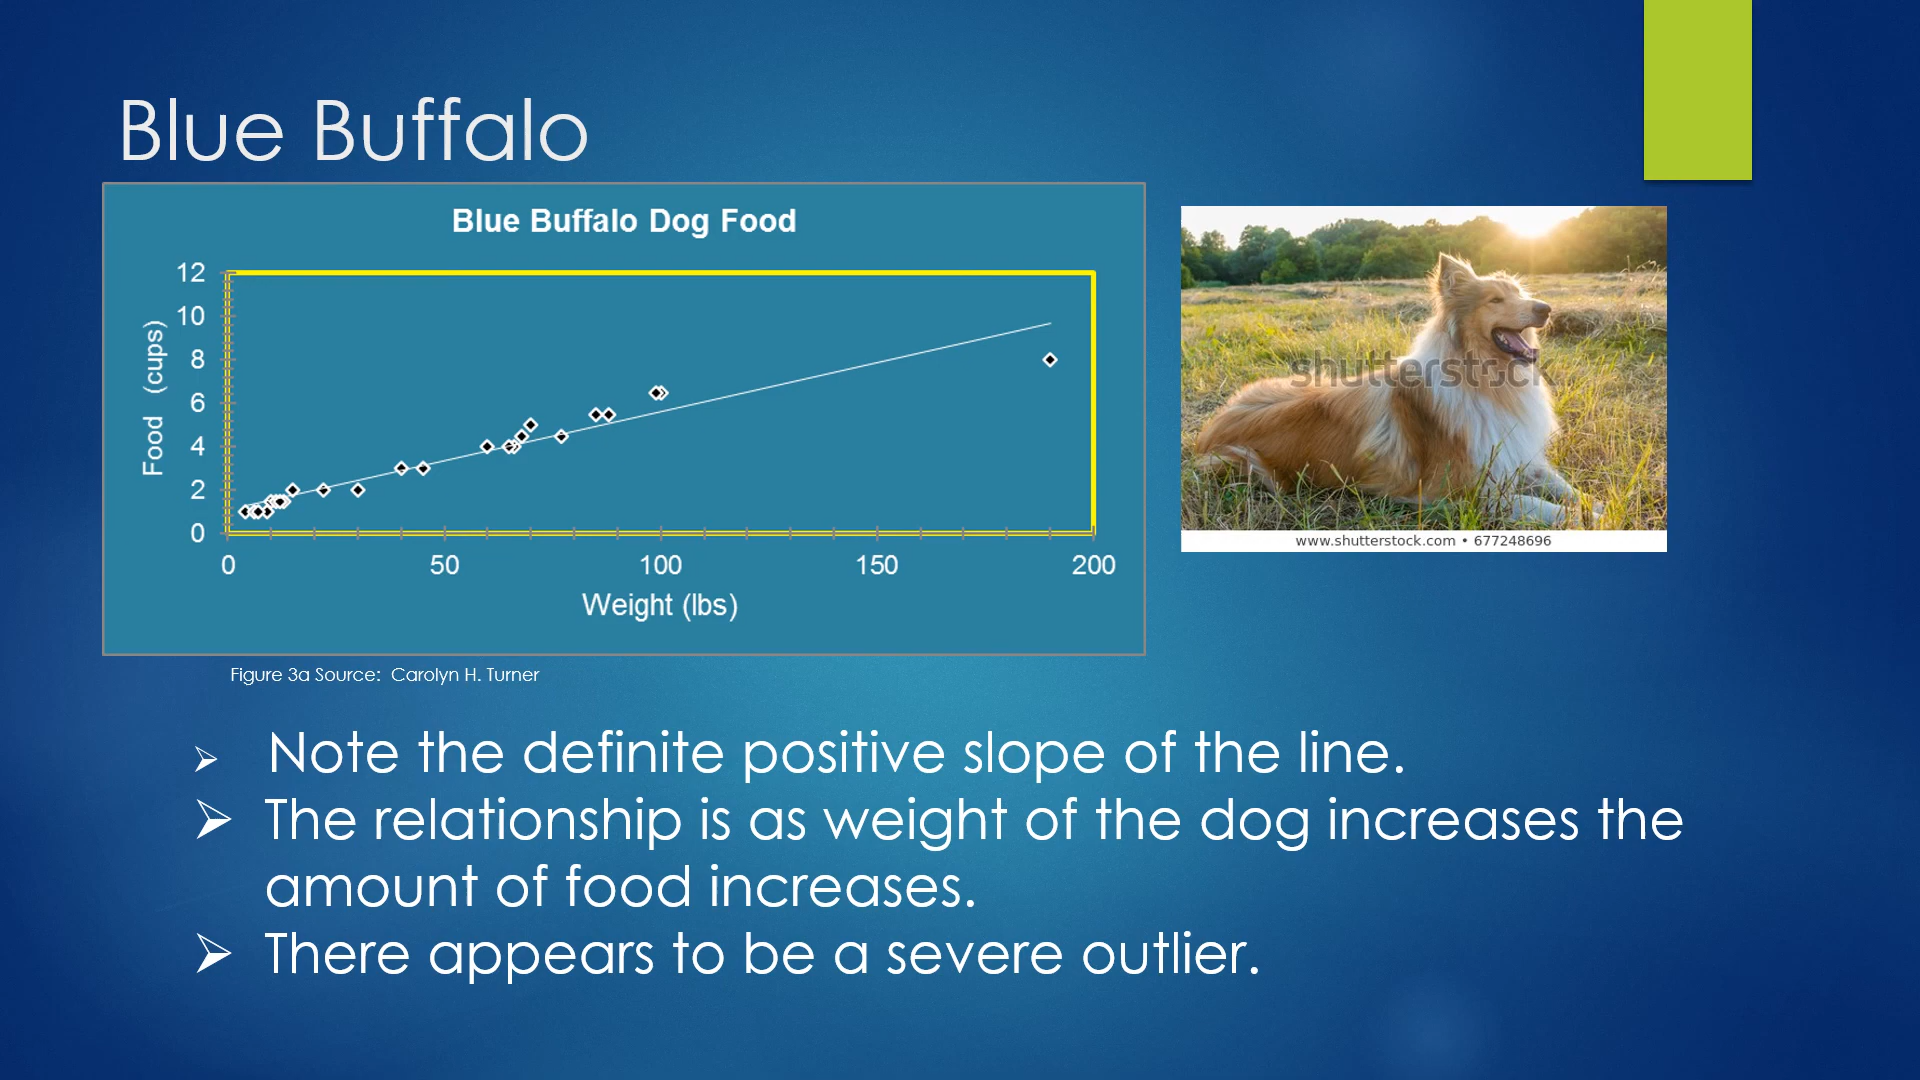 Blue Buffalo
Blue Buffalo Dog Food
12
10
8
6
4
2
0
Food (cups)
0 50 100 150 200
Weight (lbs)
shutterstock
www.shutterstock.com • 677248696
Figure 3a Source: Carolyn H. Turner
➢ Note the definite positive slope of the line.
➢ The relationship is as weight of the dog increases the
amount of food increases.
➢ There appears to be a severe outlier.